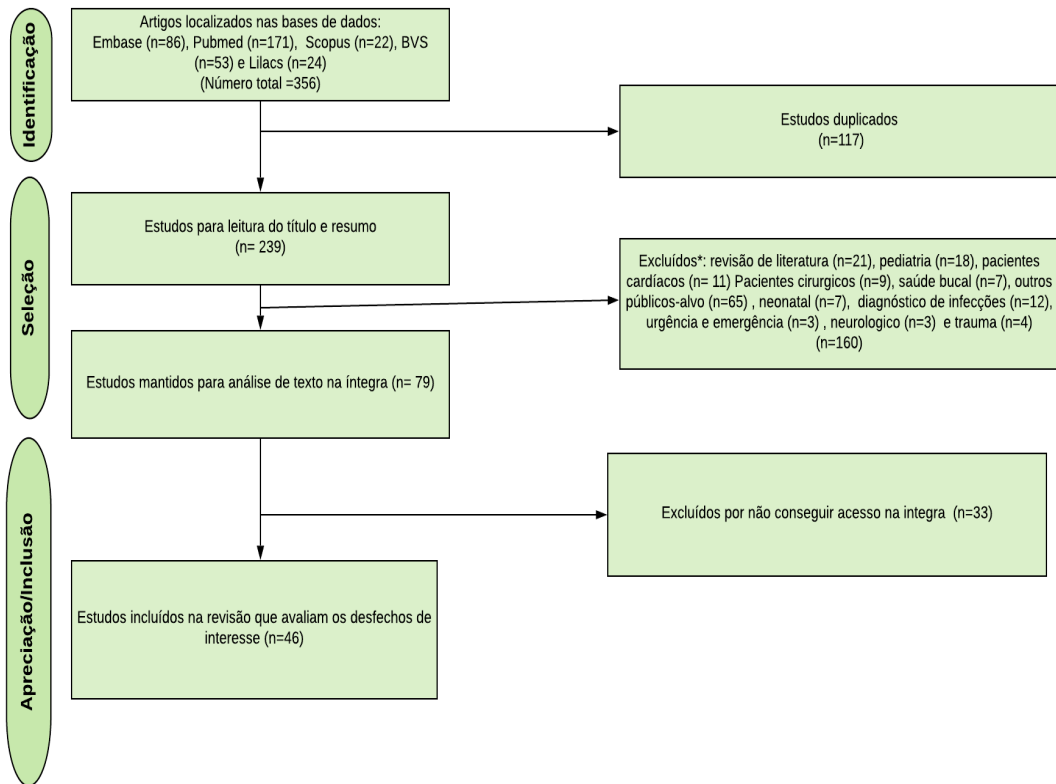 Identificação
Artigos localizados nas bases de dados:
Embase (n=86), Pubmed (n=171), Scopus (n=22), BVS
(n=53) e Lilacs (n=24)
(Número total =356)
Estudos duplicados
(n=117)
Seleção
Estudos para leitura do título e resumo
(n= 239)
Excluídos*: revisão de literatura (n=21), pediatria (n=18), pacientes
cardíacos (n= 11) Pacientes cirurgicos (n=9), saúde bucal (n=7), outros
públicos-alvo (n=65) , neonatal (n=7), diagnóstico de infecções (n=12),
urgência e emergência (n=3) , neurologico (n=3) e trauma (n=4)
(n=160)
Estudos mantidos para análise de texto na íntegra (n= 79)
Apreciação/Inclusão
Excluídos por não conseguir acesso na integra (n=33)
Estudos incluídos na revisão que avaliam os desfechos de
interesse (n=46)